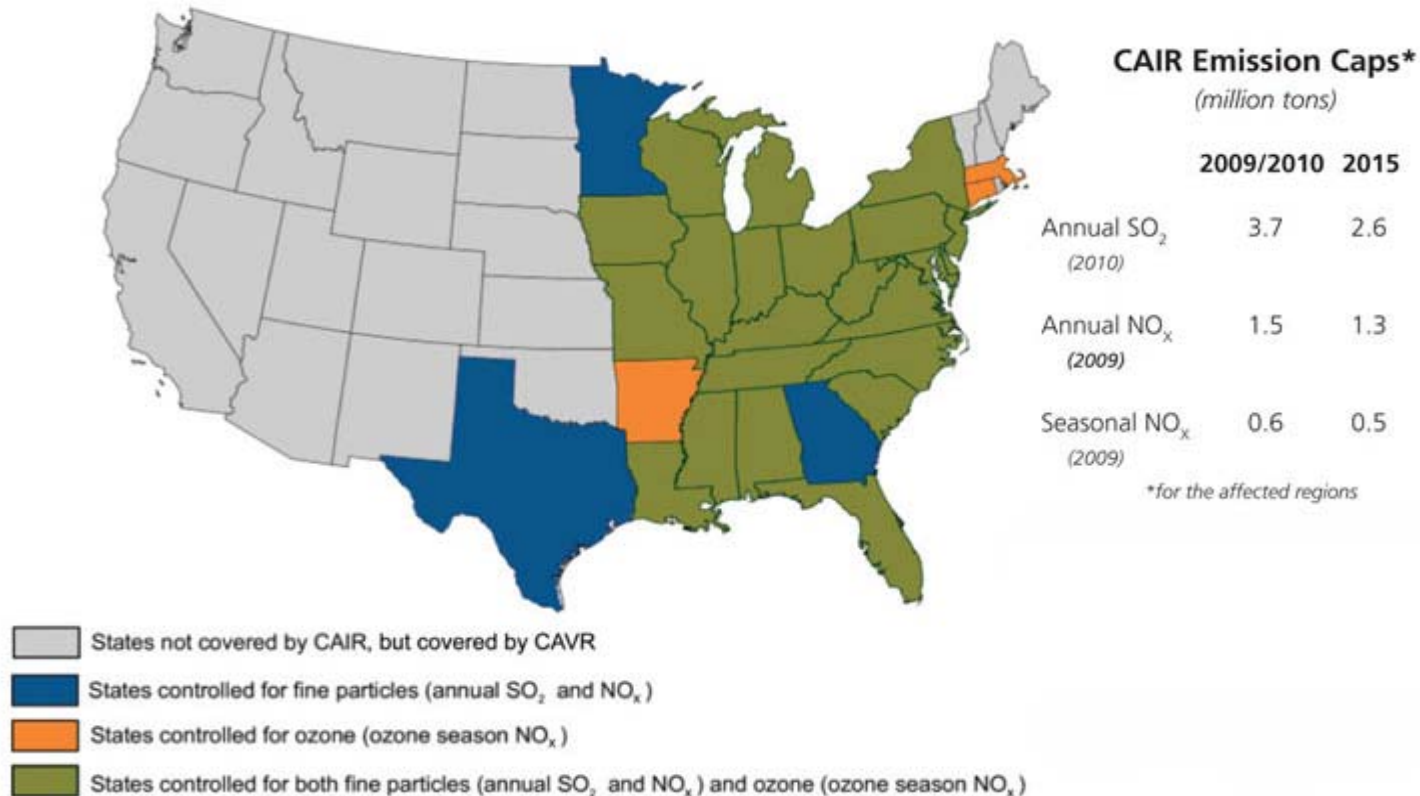 CAIR Emission Caps*
(million tons)
2009/2010 2015
Annual SO₂ 3.7 2.6
(2010)
Annual NOₓ 1.5 1.3
(2009)
Seasonal NOₓ 0.6 0.5
(2009)
*for the affected regions
States not covered by CAIR, but covered by CAVR
States controlled for fine particles (annual SO₂ and NOₓ)
States controlled for ozone (ozone season NOₓ)
States controlled for both fine particles (annual SO₂ and NOₓ) and ozone (ozone season NOₓ)